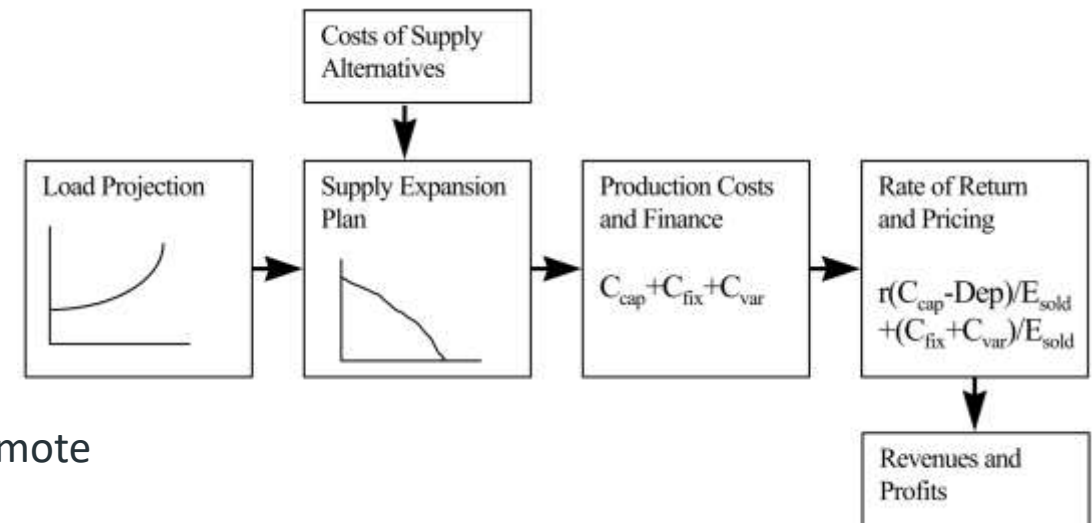 Costs of Supply
Alternatives
Load Projection
Supply Expansion
Plan
Production Costs
and Finance
C_cap+C_fix+C_var
Rate of Return
and Pricing
r(C_cap-Dep)/E_sold
+(C_fix+C_var)/E_sold
mote
Revenues and
Profits